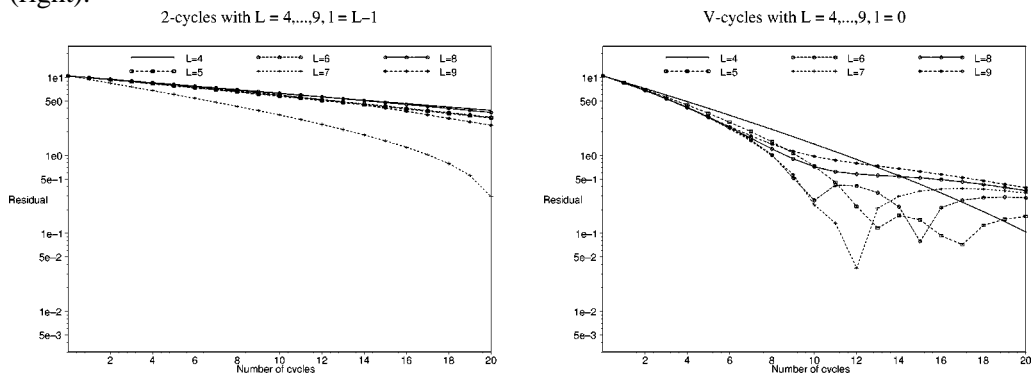 (right).
2-cycles with L = 4,...,9, l = L−1
L=4 L=6 L=8
L=5 L=7 L=9
1e1
5e0
1e0
5e−1
Residual
1e−1
5e−2
1e−2
5e−3
2 4 6 8 10 12 14 16 18 20
Number of cycles
V-cycles with L = 4,...,9, l = 0
L=4 L=6 L=8
L=5 L=7 L=9
1e1
5e0
1e0
5e−1
Residual
1e−1
5e−2
1e−2
5e−3
2 4 6 8 10 12 14 16 18 20
Number of cycles